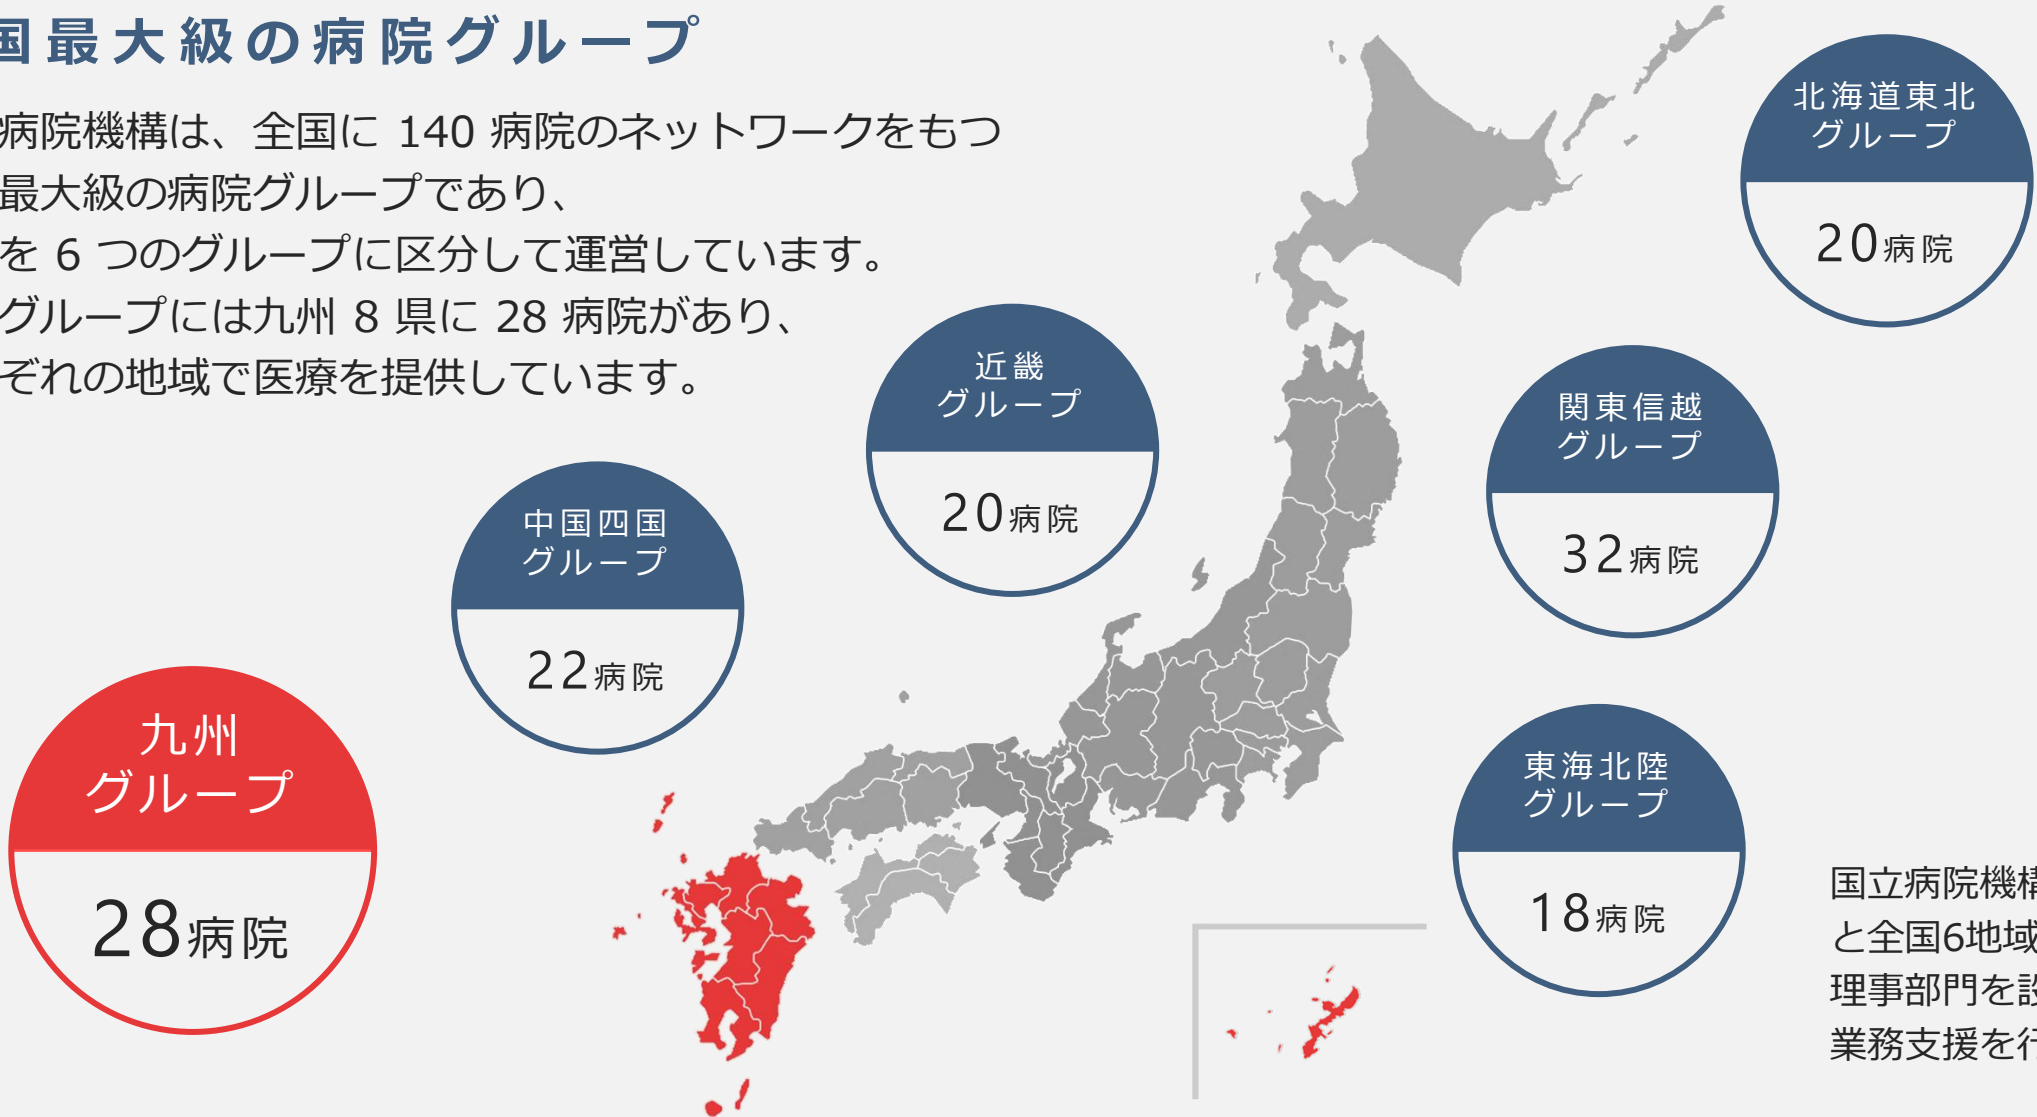 国最大級の病院グループ
病院機構は、全国に 140 病院のネットワークをもつ
最大級の病院グループであり、
を 6 つのグループに区分して運営しています。
グループには九州 8 県に 28 病院があり、
ぞれの地域で医療を提供しています。
北海道東北
グループ
20病院
近畿
グループ
20病院
関東信越
グループ
32病院
中国四国
グループ
22病院
九州
グループ
28病院
東海北陸
グループ
18病院
国立病院機構
と全国6地域
理事部門を設
業務支援を行